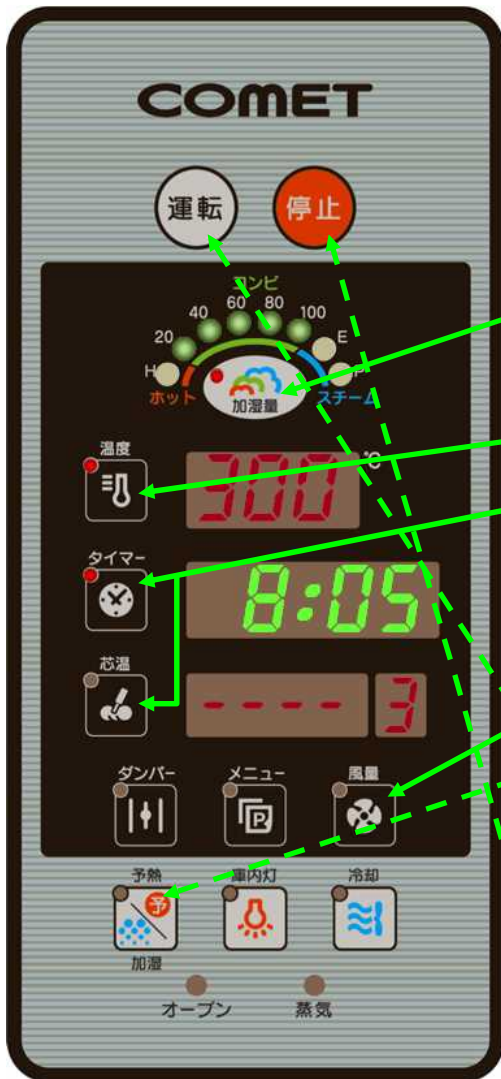 COMET
運転 停止
コンビ
20 40 60 80 100
H E
P
ホット 加湿量 スチーム
温度
300 ℃
タイマー
8:05
芯温
---- 3
ダンパー メニュー 風量
P
予熱 庫内灯 冷却
予
加湿
オーブン 蒸気